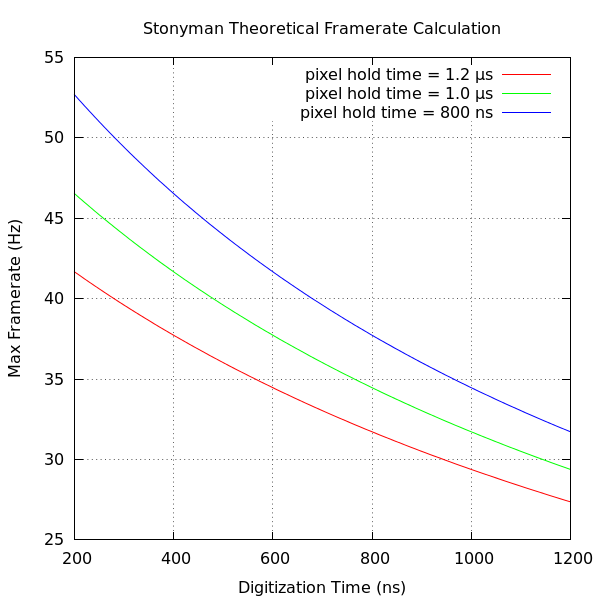 Stonyman Theoretical Framerate Calculation
55
pixel hold time = 1.2 µs
pixel hold time = 1.0 µs
pixel hold time = 800 ns
50
45
40
35
30
25
Max Framerate (Hz)
200 400 600 800 1000 1200
Digitization Time (ns)